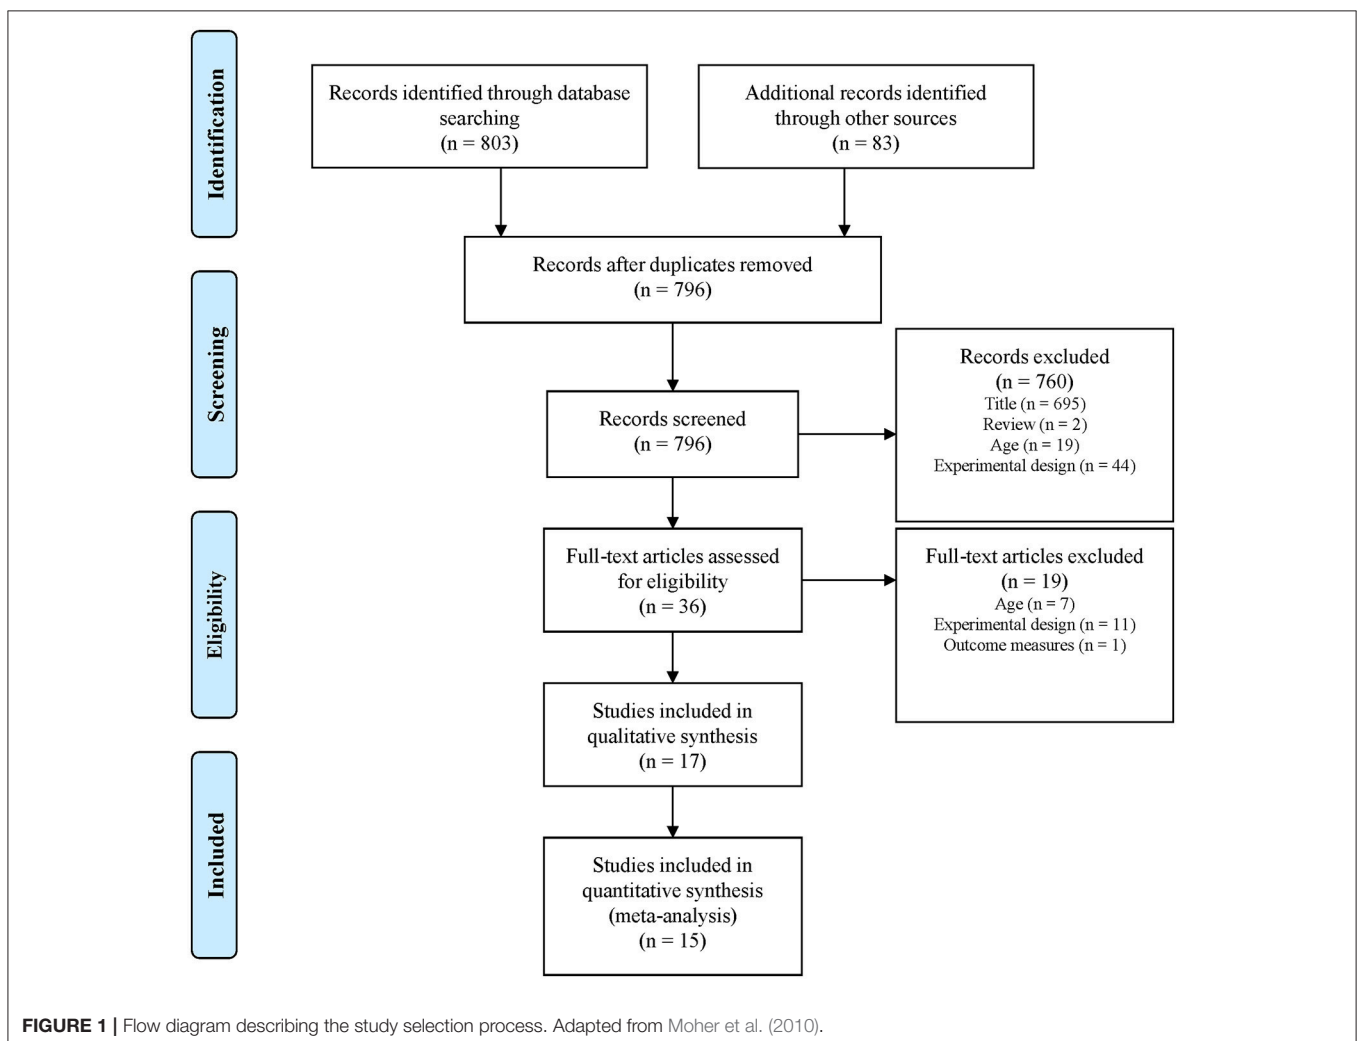 Identification
Records identified through database
searching
(n = 803)
Additional records identified
through other sources
(n = 83)
Records after duplicates removed
(n = 796)
Screening
Records screened
(n = 796)
Records excluded
(n = 760)
Title (n = 695)
Review (n = 2)
Age (n = 19)
Experimental design (n = 44)
Eligibility
Full-text articles assessed
for eligibility
(n = 36)
Full-text articles excluded
(n = 19)
Age (n = 7)
Experimental design (n = 11)
Outcome measures (n = 1)
Studies included in
qualitative synthesis
(n = 17)
Included
Studies included in
quantitative synthesis
(meta-analysis)
(n = 15)
FIGURE 1 | Flow diagram describing the study selection process. Adapted from Moher et al. (2010).